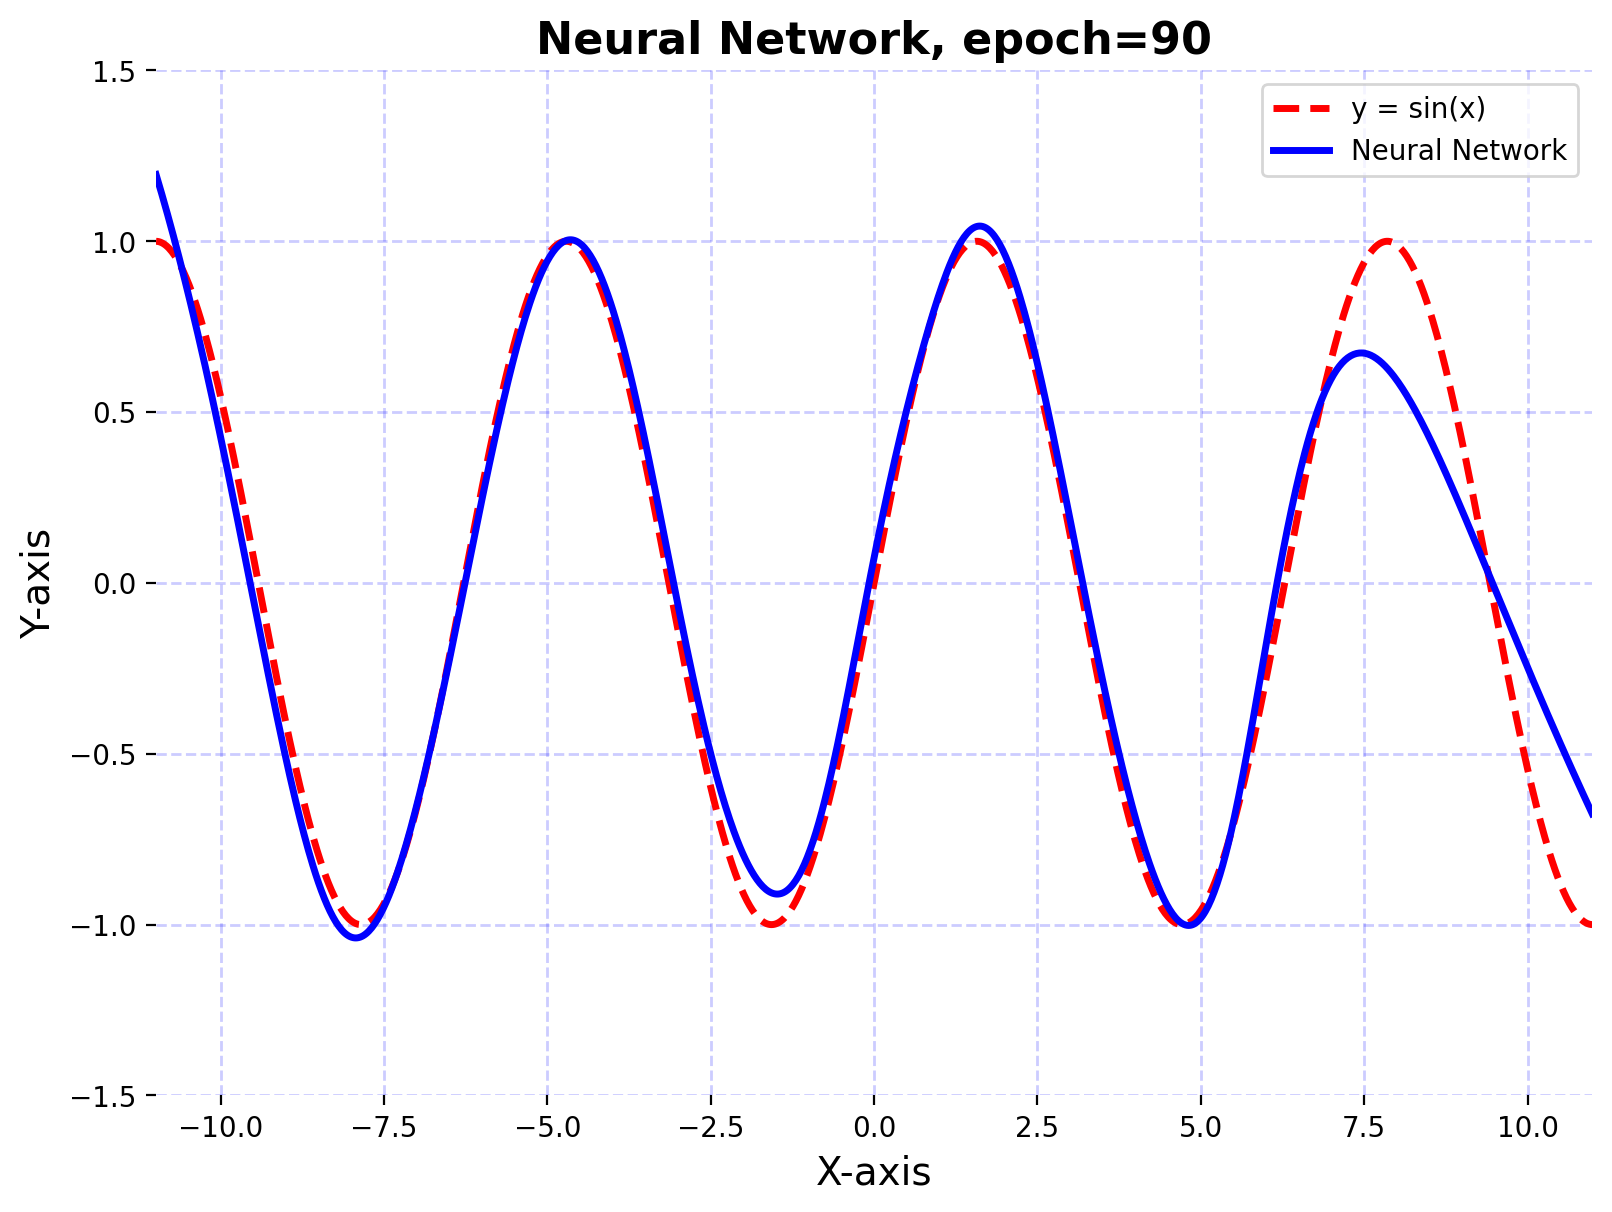 Neural Network, epoch=90
y = sin(x)
Neural Network
Y-axis
1.5
1.0
0.5
0.0
−0.5
−1.0
−1.5
−10.0 −7.5 −5.0 −2.5 0.0 2.5 5.0 7.5 10.0
X-axis